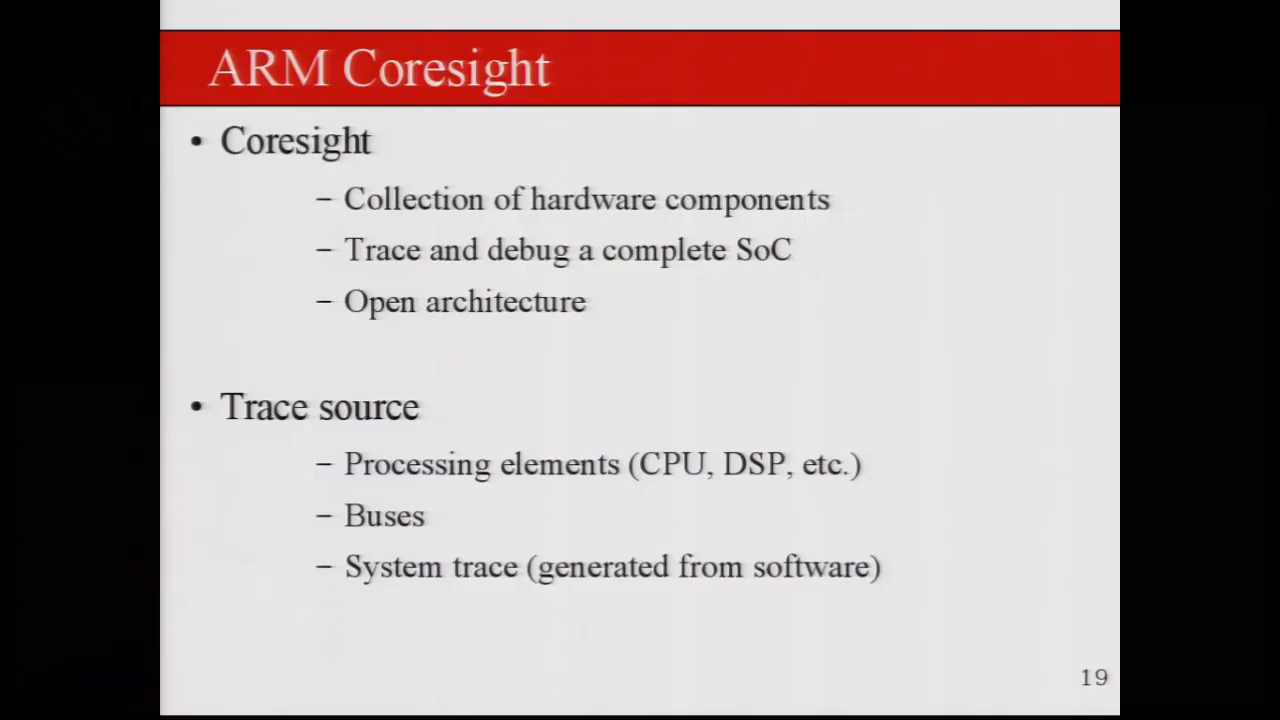 ARM Coresight
• Coresight
– Collection of hardware components
– Trace and debug a complete SoC
– Open architecture
• Trace source
– Processing elements (CPU, DSP, etc.)
– Buses
– System trace (generated from software)
19